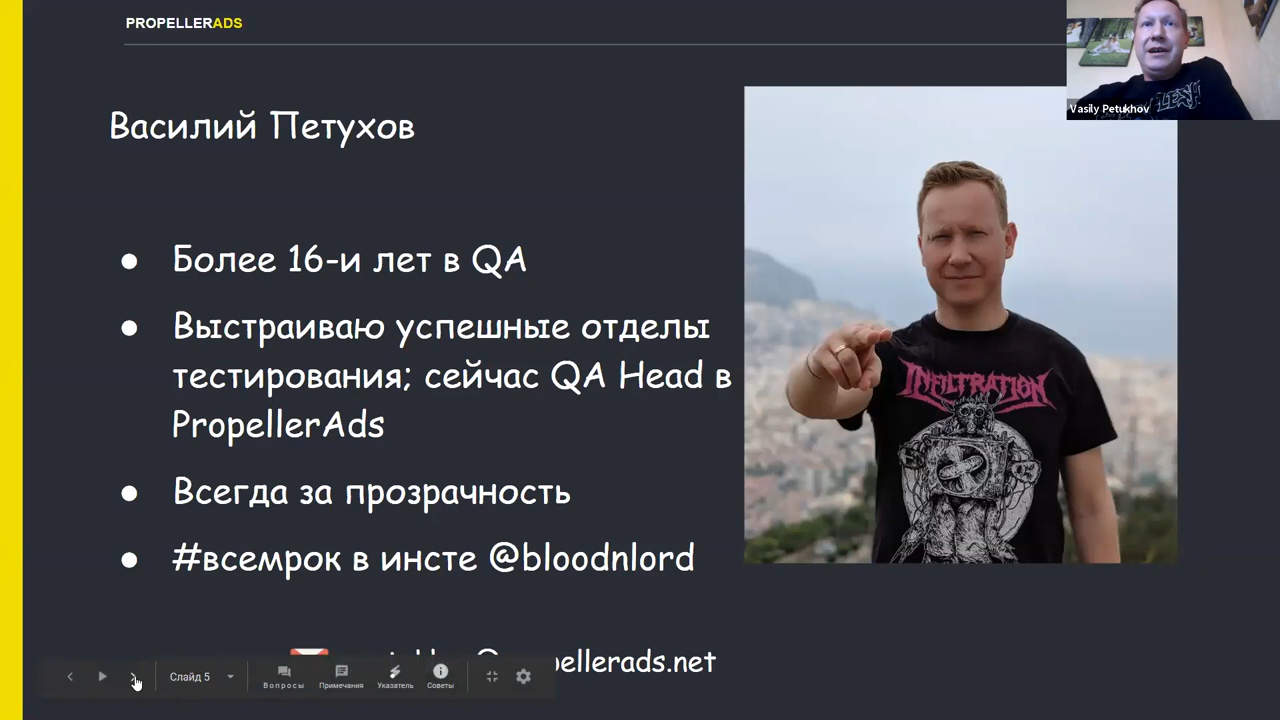 PROPELLERADS
Vasily Petukhov
Василий Петухов
● Более 16-и лет в QA
● Выстраиваю успешные отделы
тестирования; сейчас QA Head в
PropellerAds
● Всегда за прозрачность
● #всемрок в инсте @bloodnlord
INFILTRATION
Слайд 5
Вопросы
Примечания
Указатель
Советы